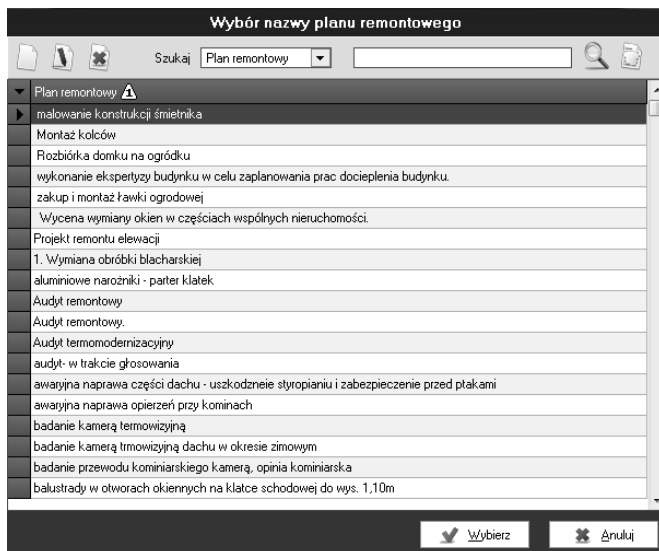 Wybór nazwy planu remontowego
Szukaj Plan remontowy
Plan remontowy 1
malowanie konstrukcji śmietnika
Montaż kolców
Rozbiórka domku na ogródku
wykonanie ekspertyzy budynku w celu zaplanowania prac docieplenia budynku.
zakup i montaż ławki ogrodowej
Wycena wymiany okien w częściach wspólnych nieruchomości.
Projekt remontu elewacji
1. Wymiana obróbki blacharskiej
aluminiowe narożniki - parter klatek
Audyt remontowy
Audyt remontowy.
Audyt termomodernizacyjny
audyt- w trakcie głosowania
awaryjna naprawa części dachu - uszkodzneie styropianiu i zabezpieczenie przed ptakami
awaryjna naprawa opierzeń przy kominach
badanie kamerą termowizyjną
badanie kamerą trmowizyjną dachu w okresie zimowym
badanie przewodu kominiarskiego kamerą, opinia kominiarska
balustrady w otworach okiennych na klatce schodowej do wys. 1,10m
Wybierz Anuluj